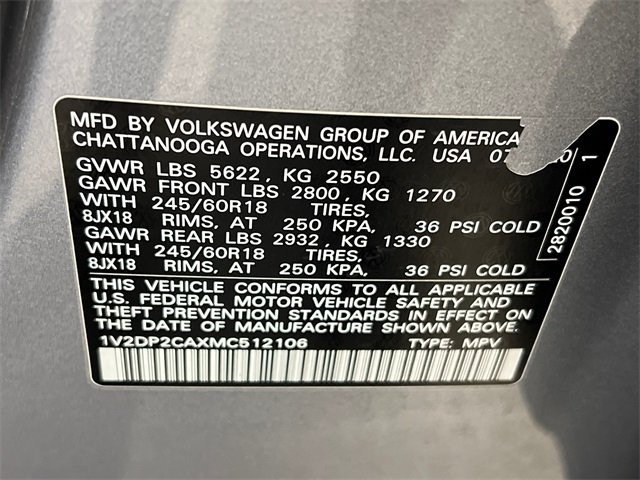 MFD BY VOLKSWAGEN GROUP OF AMERICA
CHATTANOOGA OPERATIONS, LLC. USA 07
GVWR LBS 5622, KG 2550
GAWR FRONT LBS 2800, KG 1270
WITH 245/60R18 TIRES,
8JX18 RIMS, AT 250 KPA, 36 PSI COLD
GAWR REAR LBS 2932, KG 1330
WITH 245/60R18 TIRES,
8JX18 RIMS, AT 250 KPA, 36 PSI COLD
THIS VEHICLE CONFORMS TO ALL APPLICABLE
U.S. FEDERAL MOTOR VEHICLE SAFETY AND
THEFT PREVENTION STANDARDS IN EFFECT ON
THE DATE OF MANUFACTURE SHOWN ABOVE.
1V2DP2CAXMC512106 TYPE: MPV
2820010 1